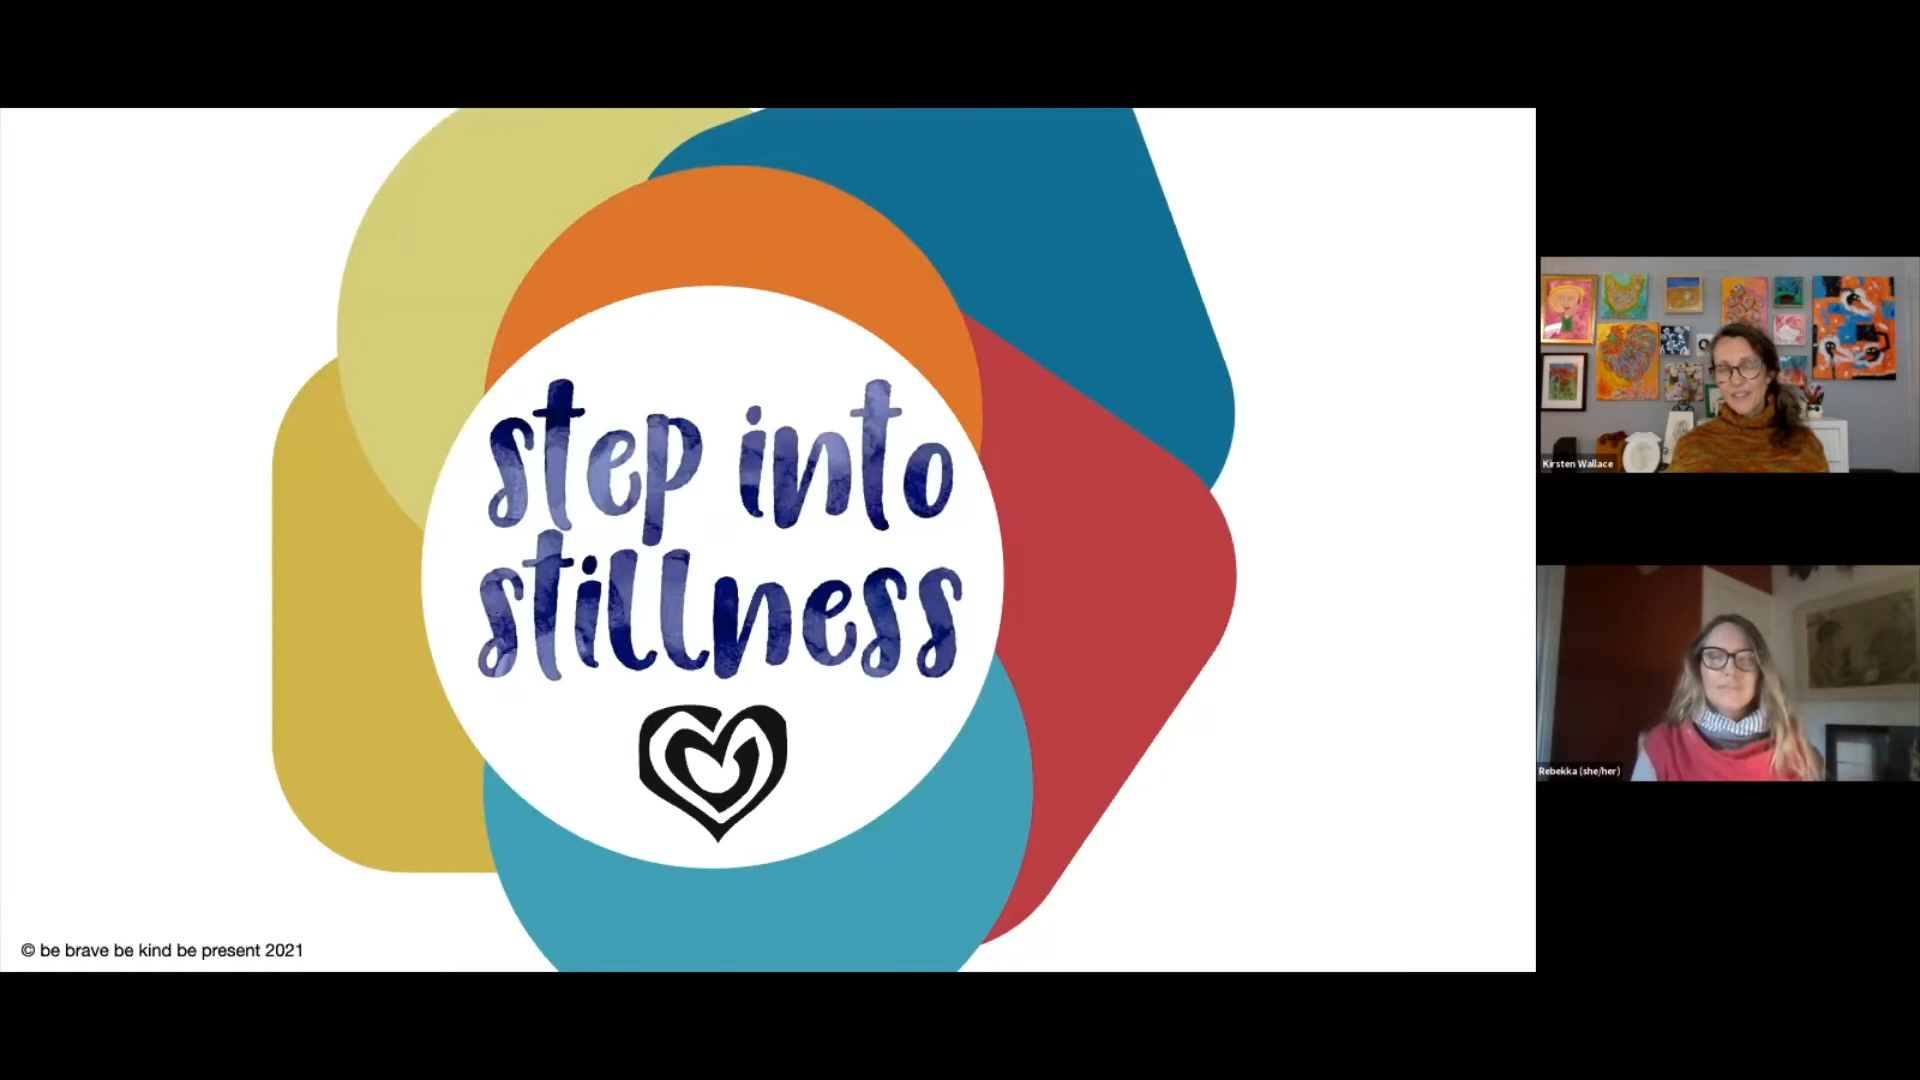 step into
stillness
© be brave be kind be present 2021
Kirsten Wallace
Rebekka (she/her)